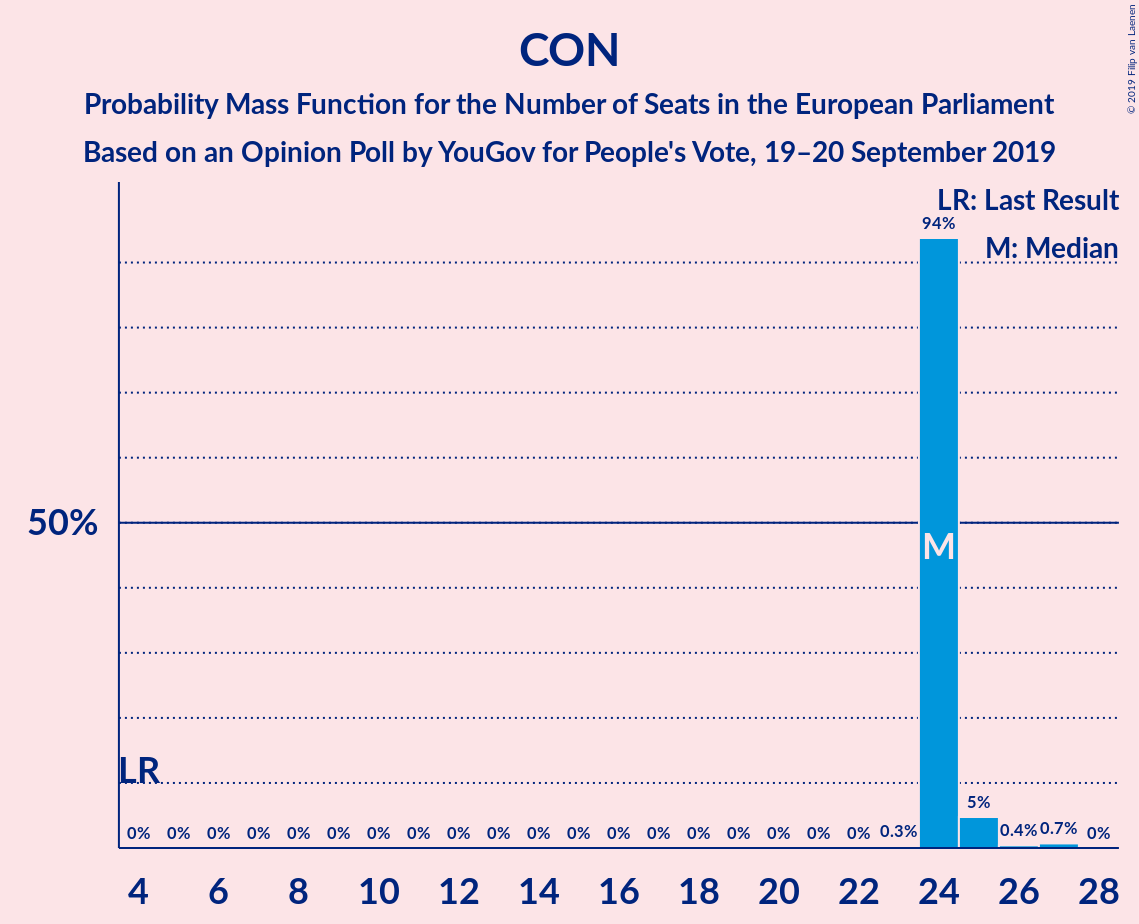 CON
Probability Mass Function for the Number of Seats in the European Parliament
Based on an Opinion Poll by YouGov for People's Vote, 19–20 September 2019
© 2019 Filip van Laenen
LR: Last Result
94%
M: Median
50%
M
LR
0% 0% 0% 0% 0% 0% 0% 0% 0% 0% 0% 0% 0% 0% 0% 0% 0% 0% 0% 0.3% 5% 0.4% 0.7% 0%
4 6 8 10 12 14 16 18 20 22 24 26 28